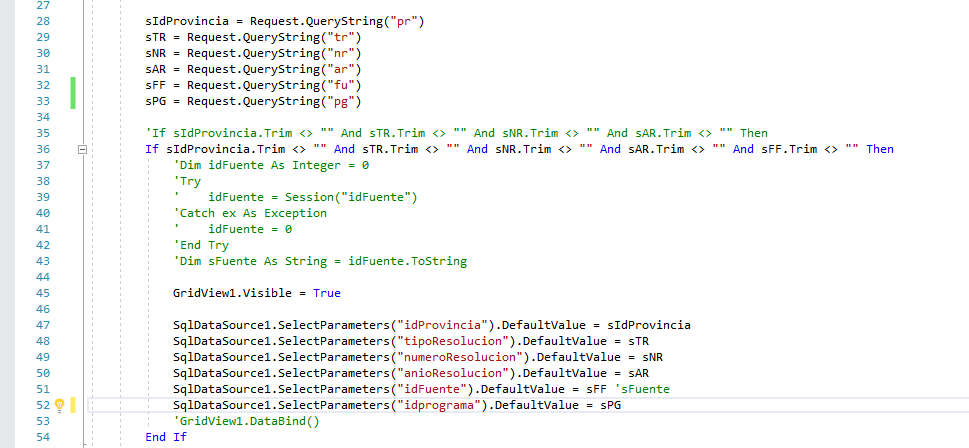 27
28 sIdProvincia = Request.QueryString("pr")
29 sTR = Request.QueryString("tr")
30 sNR = Request.QueryString("nr")
31 sAR = Request.QueryString("ar")
32 sFF = Request.QueryString("fu")
33 sPG = Request.QueryString("pg")
34
35 'If sIdProvincia.Trim <> "" And sTR.Trim <> "" And sNR.Trim <> "" And sAR.Trim <> "" Then
36 If sIdProvincia.Trim <> "" And sTR.Trim <> "" And sNR.Trim <> "" And sAR.Trim <> "" And sFF.Trim <> "" Then
37 'Dim idFuente As Integer = 0
38 'Try
39 ' idFuente = Session("idFuente")
40 'Catch ex As Exception
41 ' idFuente = 0
42 'End Try
43 'Dim sFuente As String = idFuente.ToString
44
45 GridView1.Visible = True
46
47 SqlDataSource1.SelectParameters("idProvincia").DefaultValue = sIdProvincia
48 SqlDataSource1.SelectParameters("tipoResolucion").DefaultValue = sTR
49 SqlDataSource1.SelectParameters("numeroResolucion").DefaultValue = sNR
50 SqlDataSource1.SelectParameters("anioResolucion").DefaultValue = sAR
51 SqlDataSource1.SelectParameters("idFuente").DefaultValue = sFF 'sFuente
52 SqlDataSource1.SelectParameters("idprograma").DefaultValue = sPG
53 'GridView1.DataBind()
54 End If